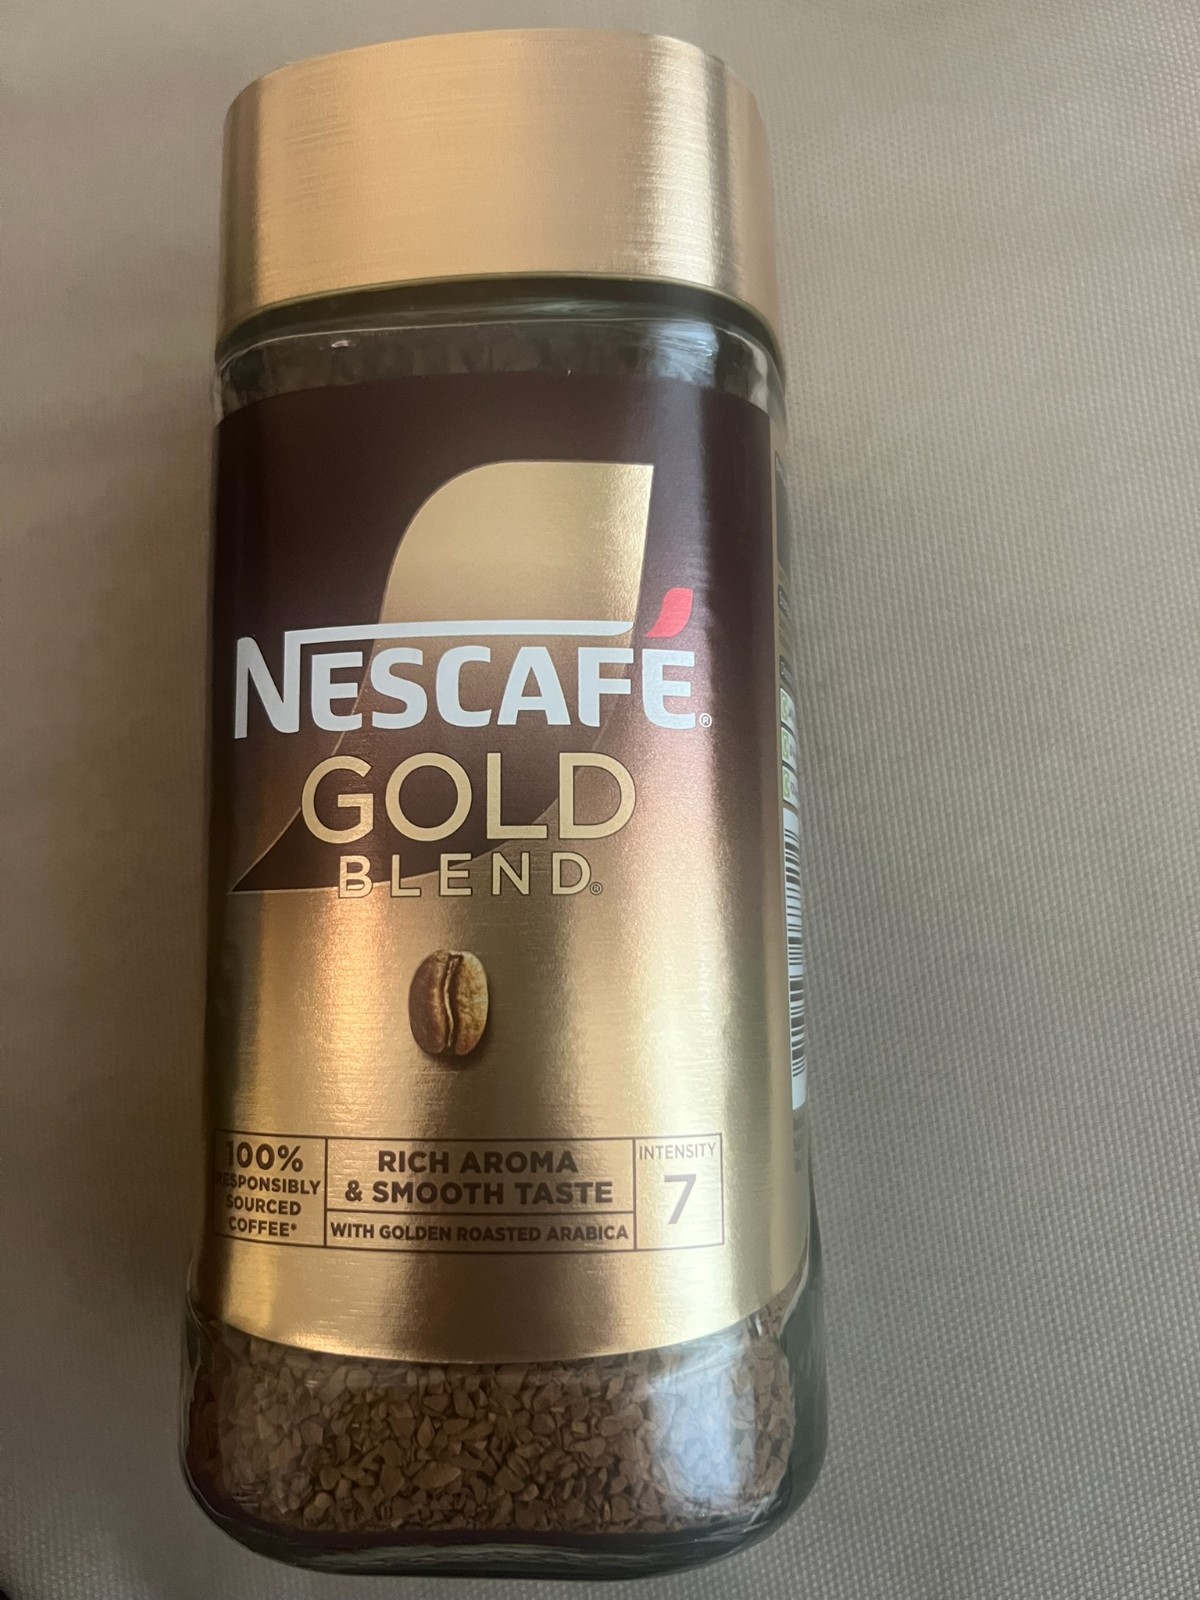 NESCAFÉ®
GOLD
BLEND®
100%
RESPONSIBLY
SOURCED
COFFEE*
RICH AROMA
& SMOOTH TASTE
WITH GOLDEN ROASTED ARABICA
INTENSITY
7